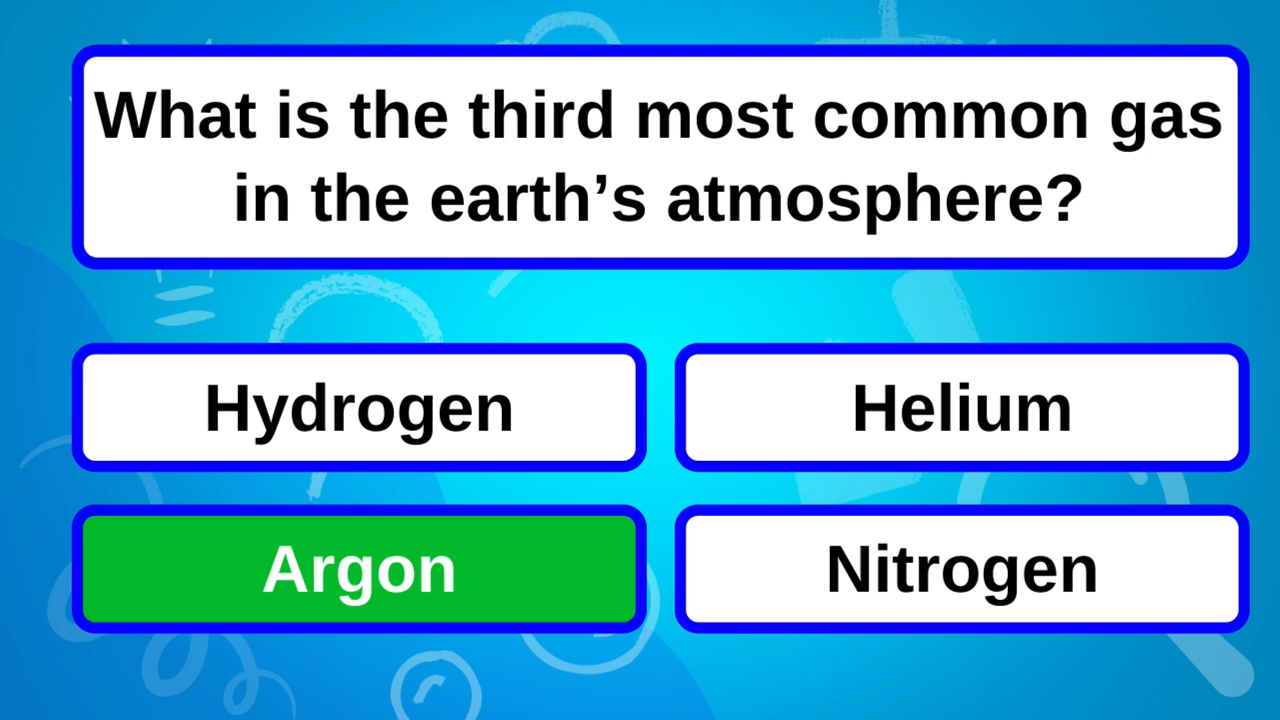 What is the third most common gas
in the earth’s atmosphere?
Hydrogen
Helium
Argon
Nitrogen